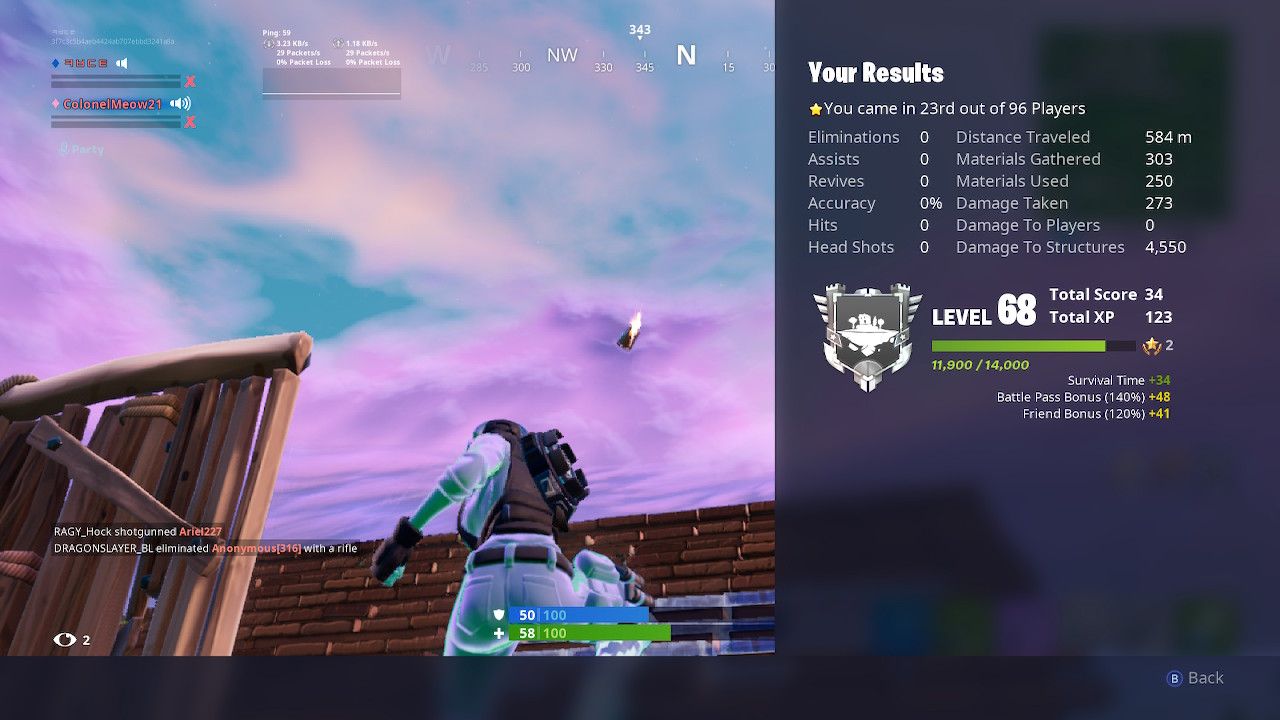 Ping: 59
3.23 KB/s 1.18 KB/s
29 Packets/s 29 Packets/s
0% Packet Loss 0% Packet Loss
343
W 285 300 NW 330 345 N 15 30
ColonelMeow21
Party
RAGY_Hock shotgunned Ariel227
DRAGONSLAYER_BL eliminated Anonymous[316] with a rifle
2
50 100
58 100
Your Results
You came in 23rd out of 96 Players
Eliminations 0 Distance Traveled 584 m
Assists 0 Materials Gathered 303
Revives 0 Materials Used 250
Accuracy 0% Damage Taken 273
Hits 0 Damage To Players 0
Head Shots 0 Damage To Structures 4,550
LEVEL 68
Total Score 34
Total XP 123
2
11,900 / 14,000
Survival Time +34
Battle Pass Bonus (140%) +48
Friend Bonus (120%) +41
B Back